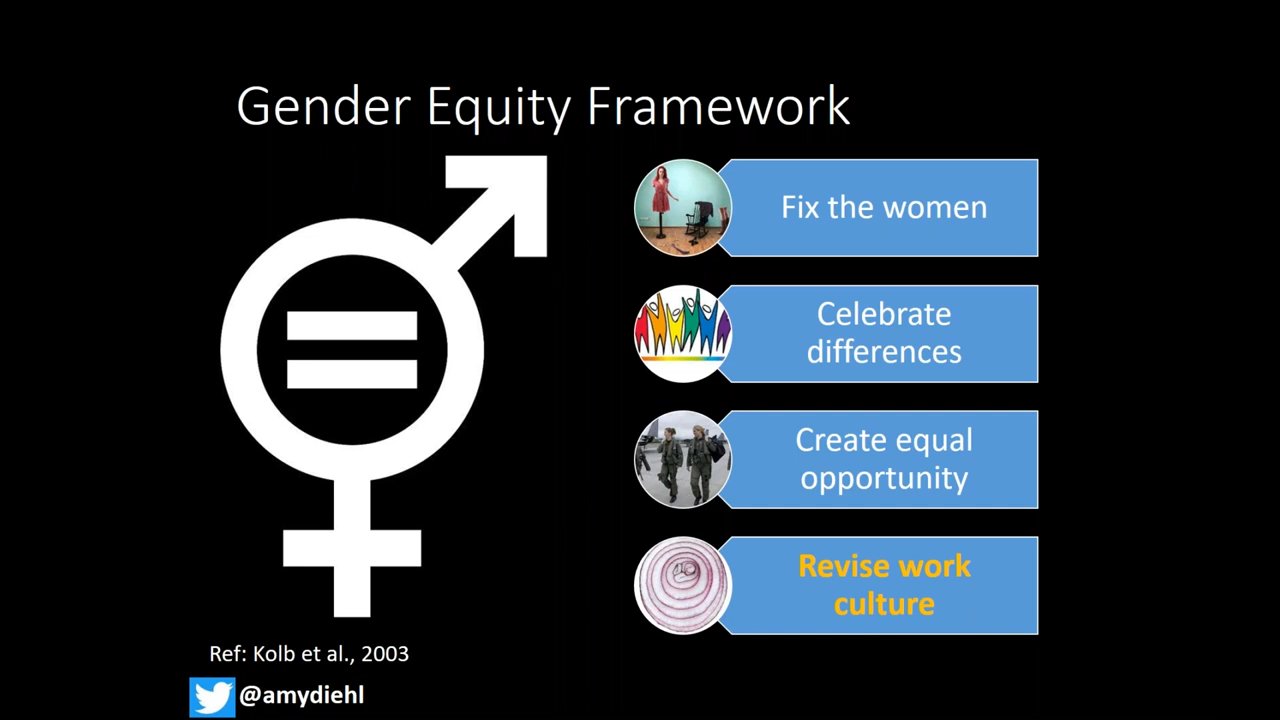 Gender Equity Framework
Fix the women
Celebrate
differences
Create equal
opportunity
Revise work
culture
Ref: Kolb et al., 2003
@amydiehl